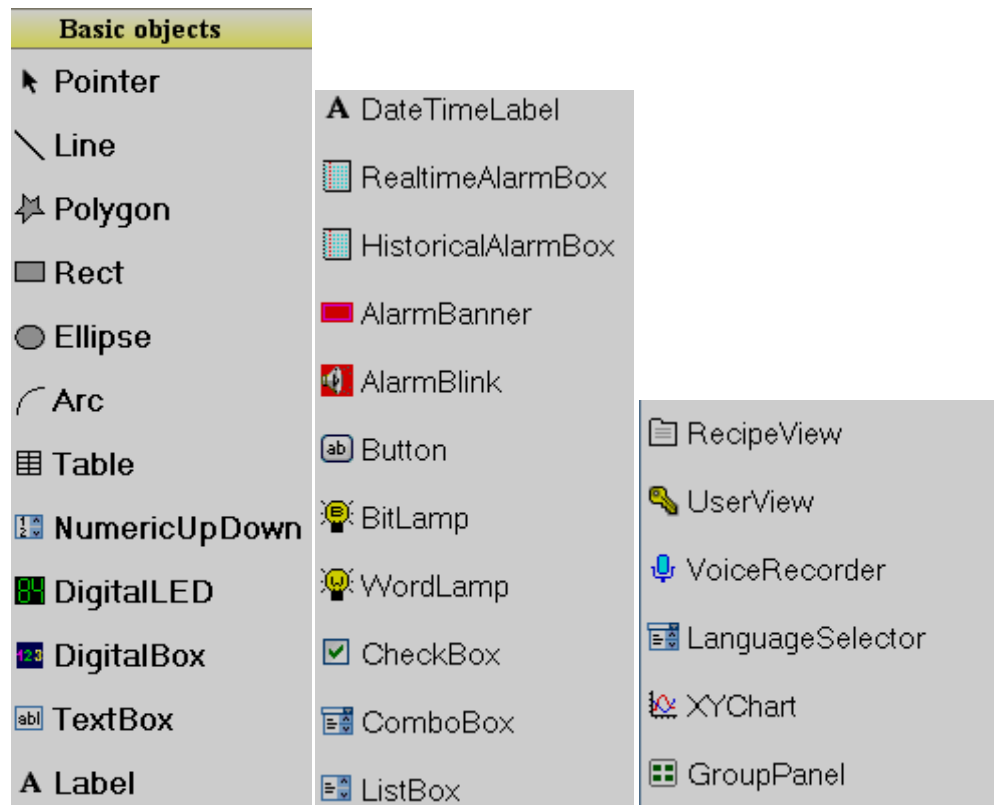 Basic objects
Pointer
Line
Polygon
Rect
Ellipse
Arc
Table
NumericUpDown
DigitalLED
DigitalBox
TextBox
A Label
A DateTimeLabel
RealtimeAlarmBox
HistoricalAlarmBox
AlarmBanner
AlarmBlink
ab Button
B BitLamp
W WordLamp
CheckBox
ComboBox
ListBox
RecipeView
UserView
VoiceRecorder
LanguageSelector
XYChart
GroupPanel